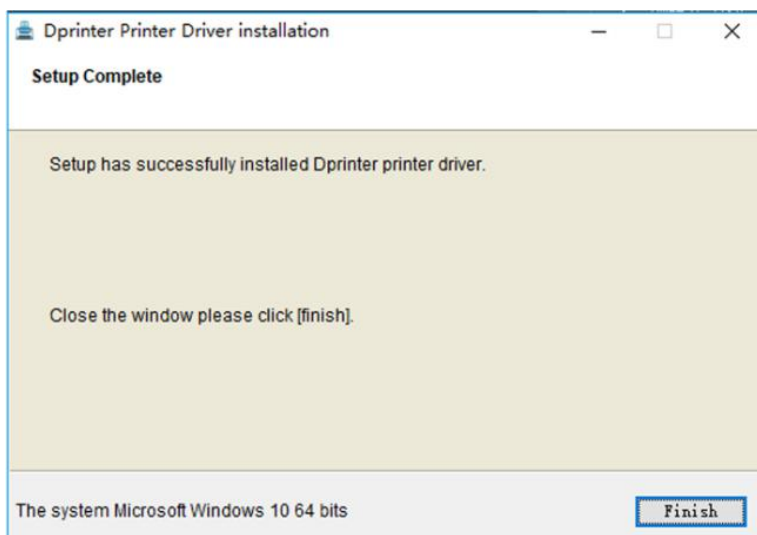 Dprinter Printer Driver installation
Setup Complete
Setup has successfully installed Dprinter printer driver.
Close the window please click [finish].
The system Microsoft Windows 10 64 bits
Finish